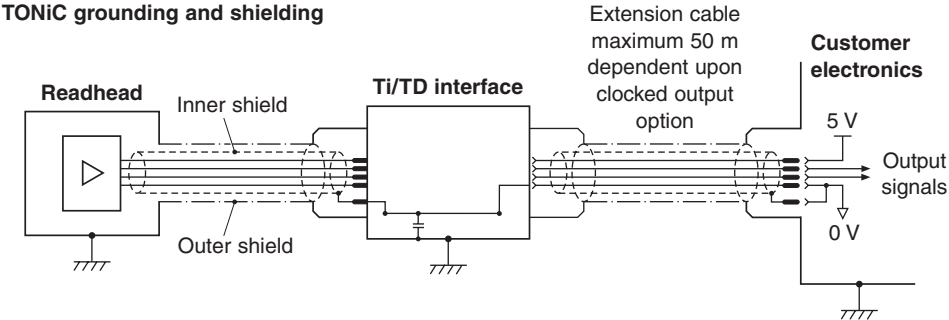 TONiC grounding and shielding
Extension cable
maximum 50 m
dependent upon
clocked output
option
Customer
electronics
Readhead
Inner shield
Ti/TD interface
5 V
Output
signals
0 V
Outer shield